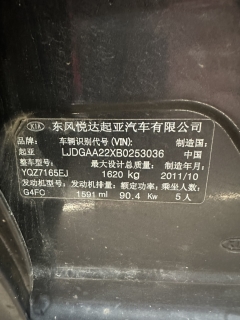 KIA 东风悦达起亚汽车有限公司
车辆识别代号(VIN): 制造国:
起亚 LJDGAA22XB0253036 中国
整车型号: 最大设计总质量 制造年月:
YQZ7165EJ 1620 kg 2011/10
发动机型号: 发动机排量: 额定功率: 乘坐人数:
G4FC 1591 ml 90.4 Kw 5人